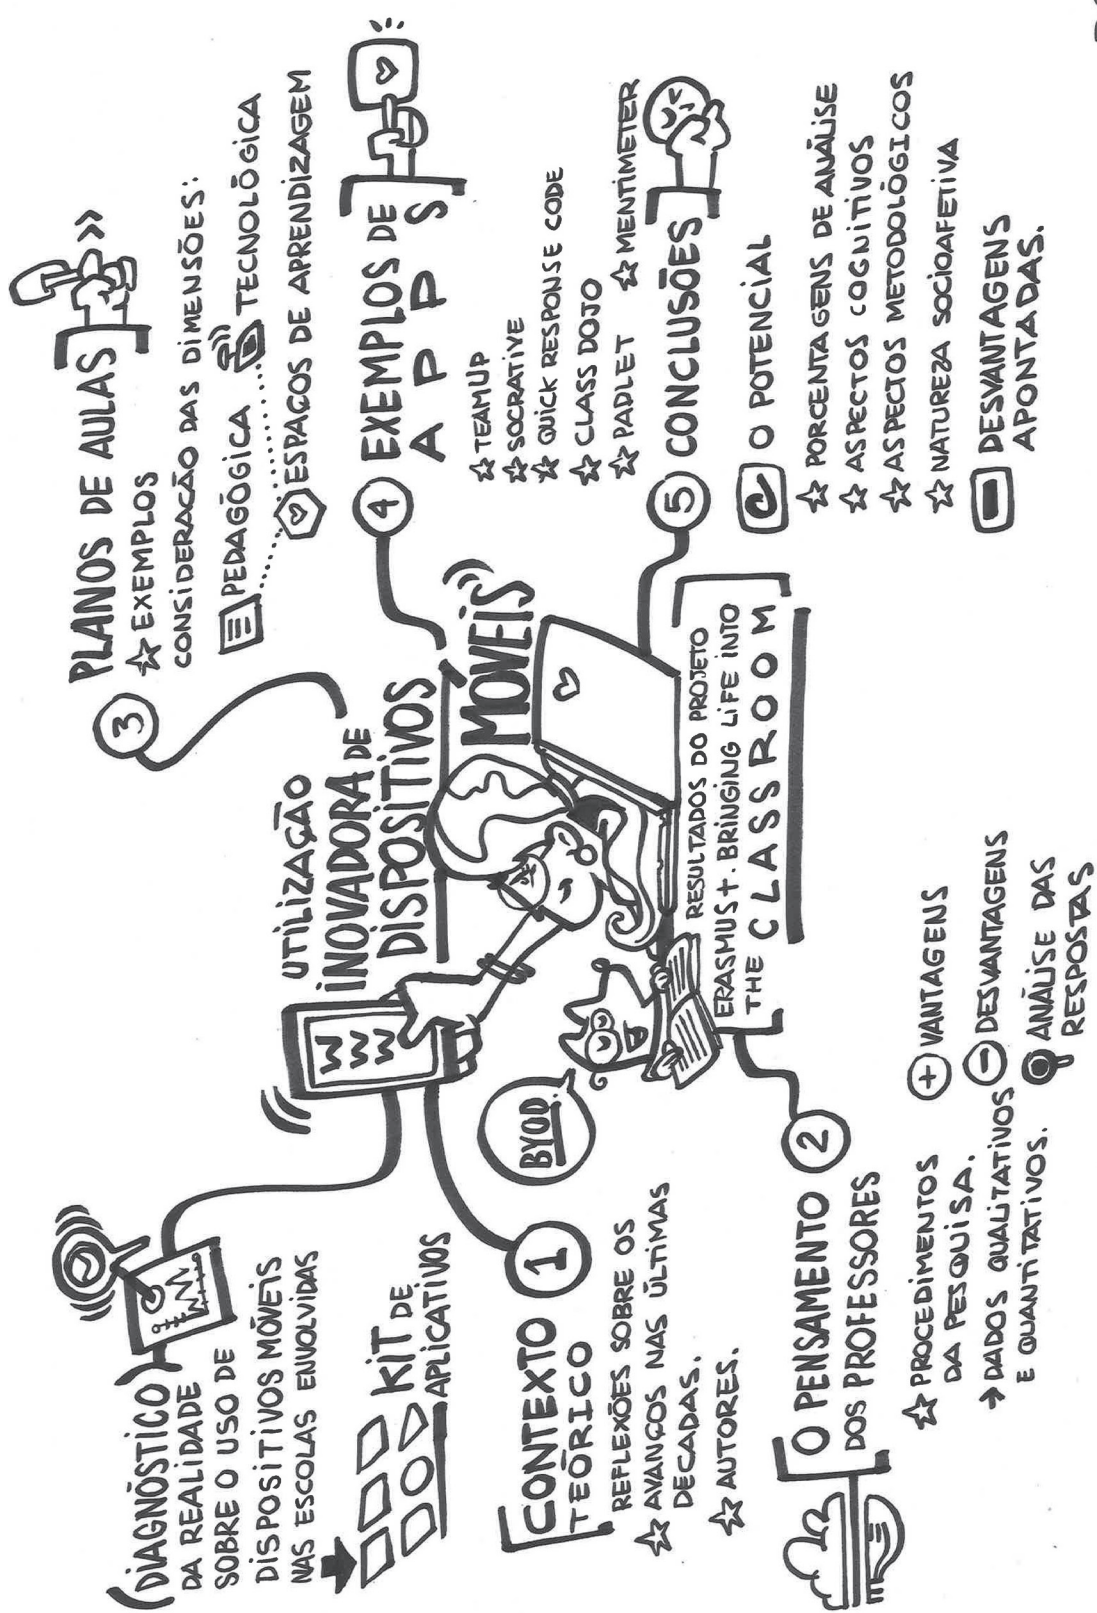 UTILIZAÇÃO
INOVADORA DE
DISPOSITIVOS
MÓVEIS
WWW
BYOD.
RESULTADOS DO PROJETO
ERASMUS+. BRINGING LIFE INTO
THE CLASSROOM
(DIAGNÓSTICO)
DA REALIDADE
SOBRE O USO DE
DISPOSITIVOS MÓVEIS
NAS ESCOLAS ENVOLVIDAS
KIT DE
APLICATIVOS
1
CONTEXTO
TEÓRICO
REFLEXÕES SOBRE OS
AVANÇOS NAS ÚLTIMAS
DECADAS.
AUTORES.
2
O PENSAMENTO
DOS PROFESSORES
PROCEDIMENTOS
DA PESQUISA.
→ DADOS QUALITATIVOS
E QUANTITATIVOS.
+ VANTAGENS
- DESVANTAGENS
ANÁLISE DAS
RESPOSTAS
3
PLANOS DE AULAS
EXEMPLOS
CONSIDERAÇÃO DAS DIMENSÕES:
PEDAGÓGICA
TECNOLÓGICA
ESPAÇOS DE APRENDIZAGEM
4
EXEMPLOS DE
APPS
TEAMUP
SOCRATIVE
QUICK RESPONSE CODE
CLASS DOJO
PADLET
MENTIMETER
5
CONCLUSÕES
O POTENCIAL
PORCENTAGENS DE ANÁLISE
ASPECTOS COGNITIVOS
ASPECTOS METODOLÓGICOS
NATUREZA SOCIOAFETIVA
DESVANTAGENS
APONTADAS.